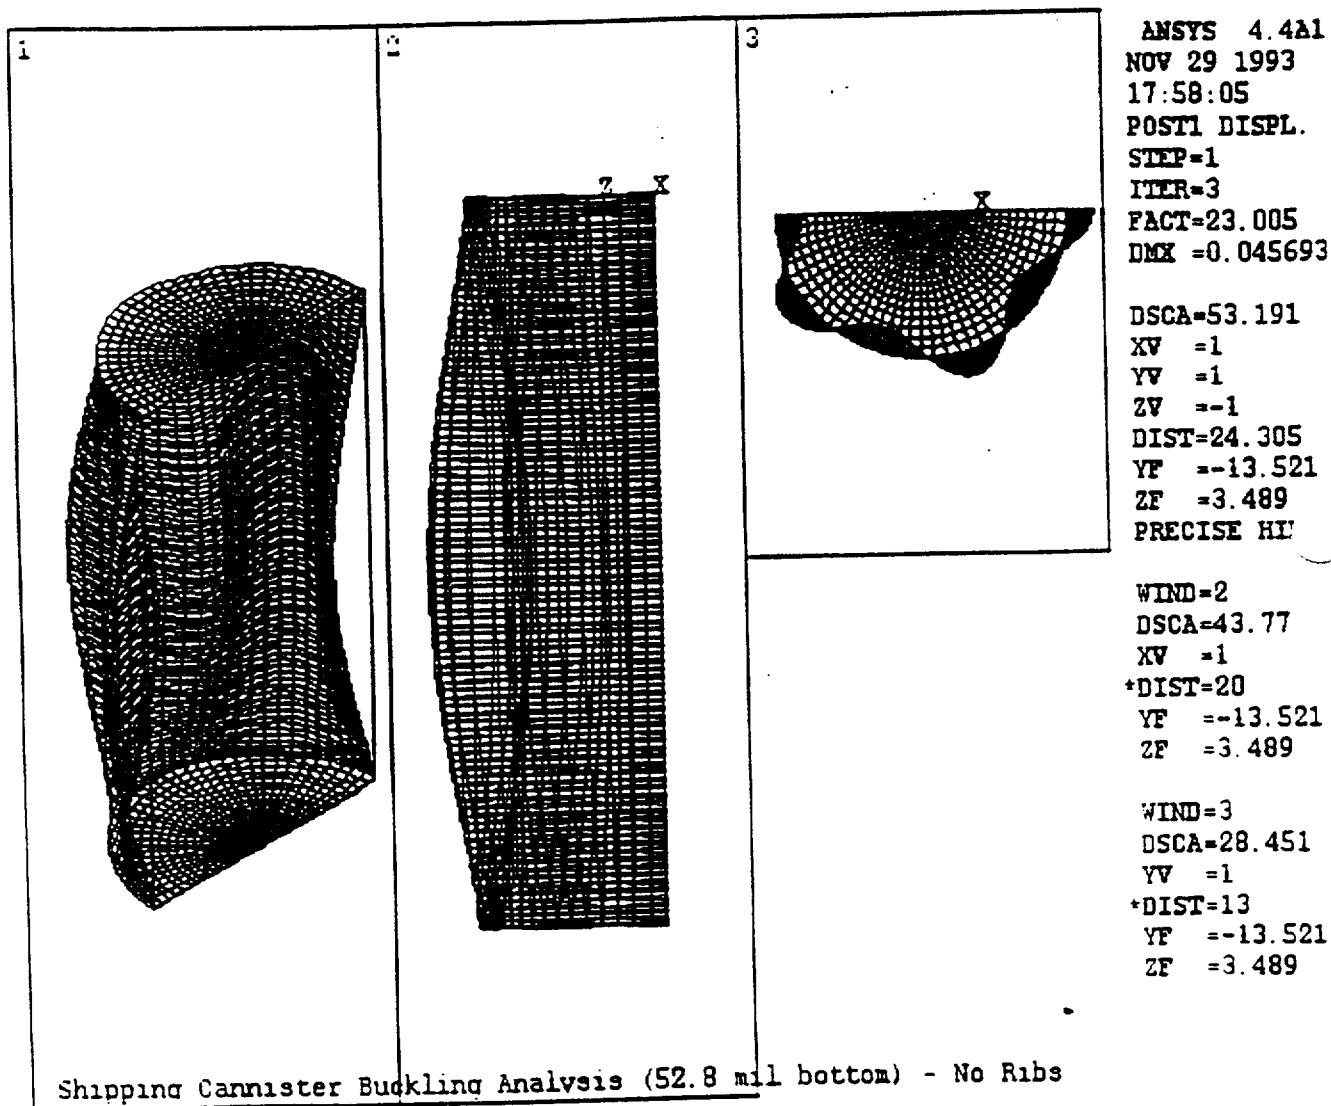 1
2
3
Z X
X
ANSYS 4.4A1
NOV 29 1993
17:58:05
POST1 DISPL.
STEP=1
ITER=3
FACT=23.005
DMX =0.045693
DSCA=53.191
XV =1
YV =1
ZV =-1
DIST=24.305
YF =-13.521
ZF =3.489
PRECISE
WIND=2
DSCA=43.77
XV =1
*DIST=20
YF =-13.521
ZF =3.489
WIND=3
DSCA=28.451
YV =1
*DIST=13
YF =-13.521
ZF =3.489
Shipping Cannister Buckling Analysis (52.8 mil bottom) - No Ribs